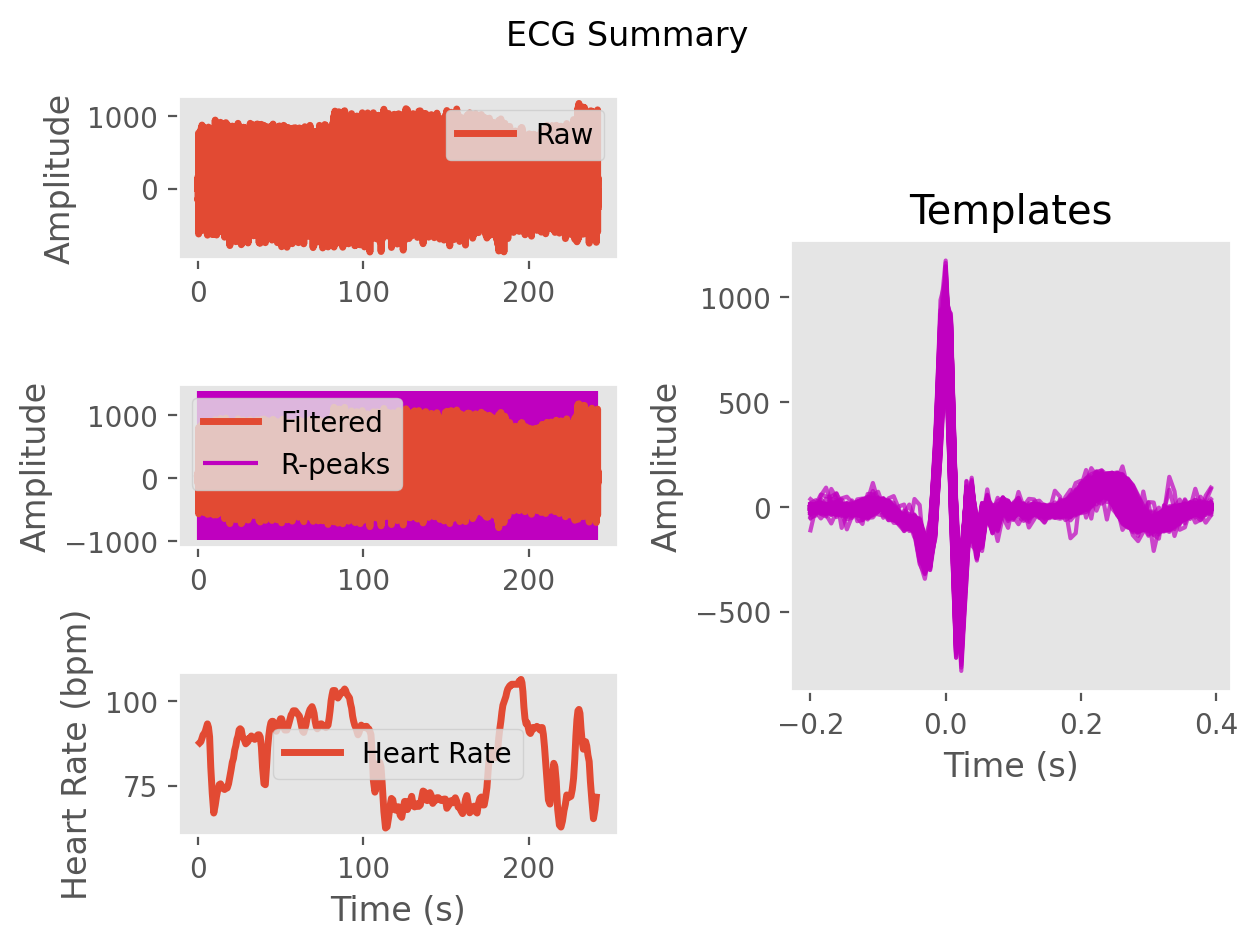 ECG Summary
Amplitude
1000
0
Raw
0
100
200
Amplitude
1000
0
−1000
Filtered
R-peaks
0
100
200
Heart Rate (bpm)
100
75
Heart Rate
0
100
200
Time (s)
Templates
Amplitude
1000
500
0
−500
−0.2
0.0
0.2
0.4
Time (s)